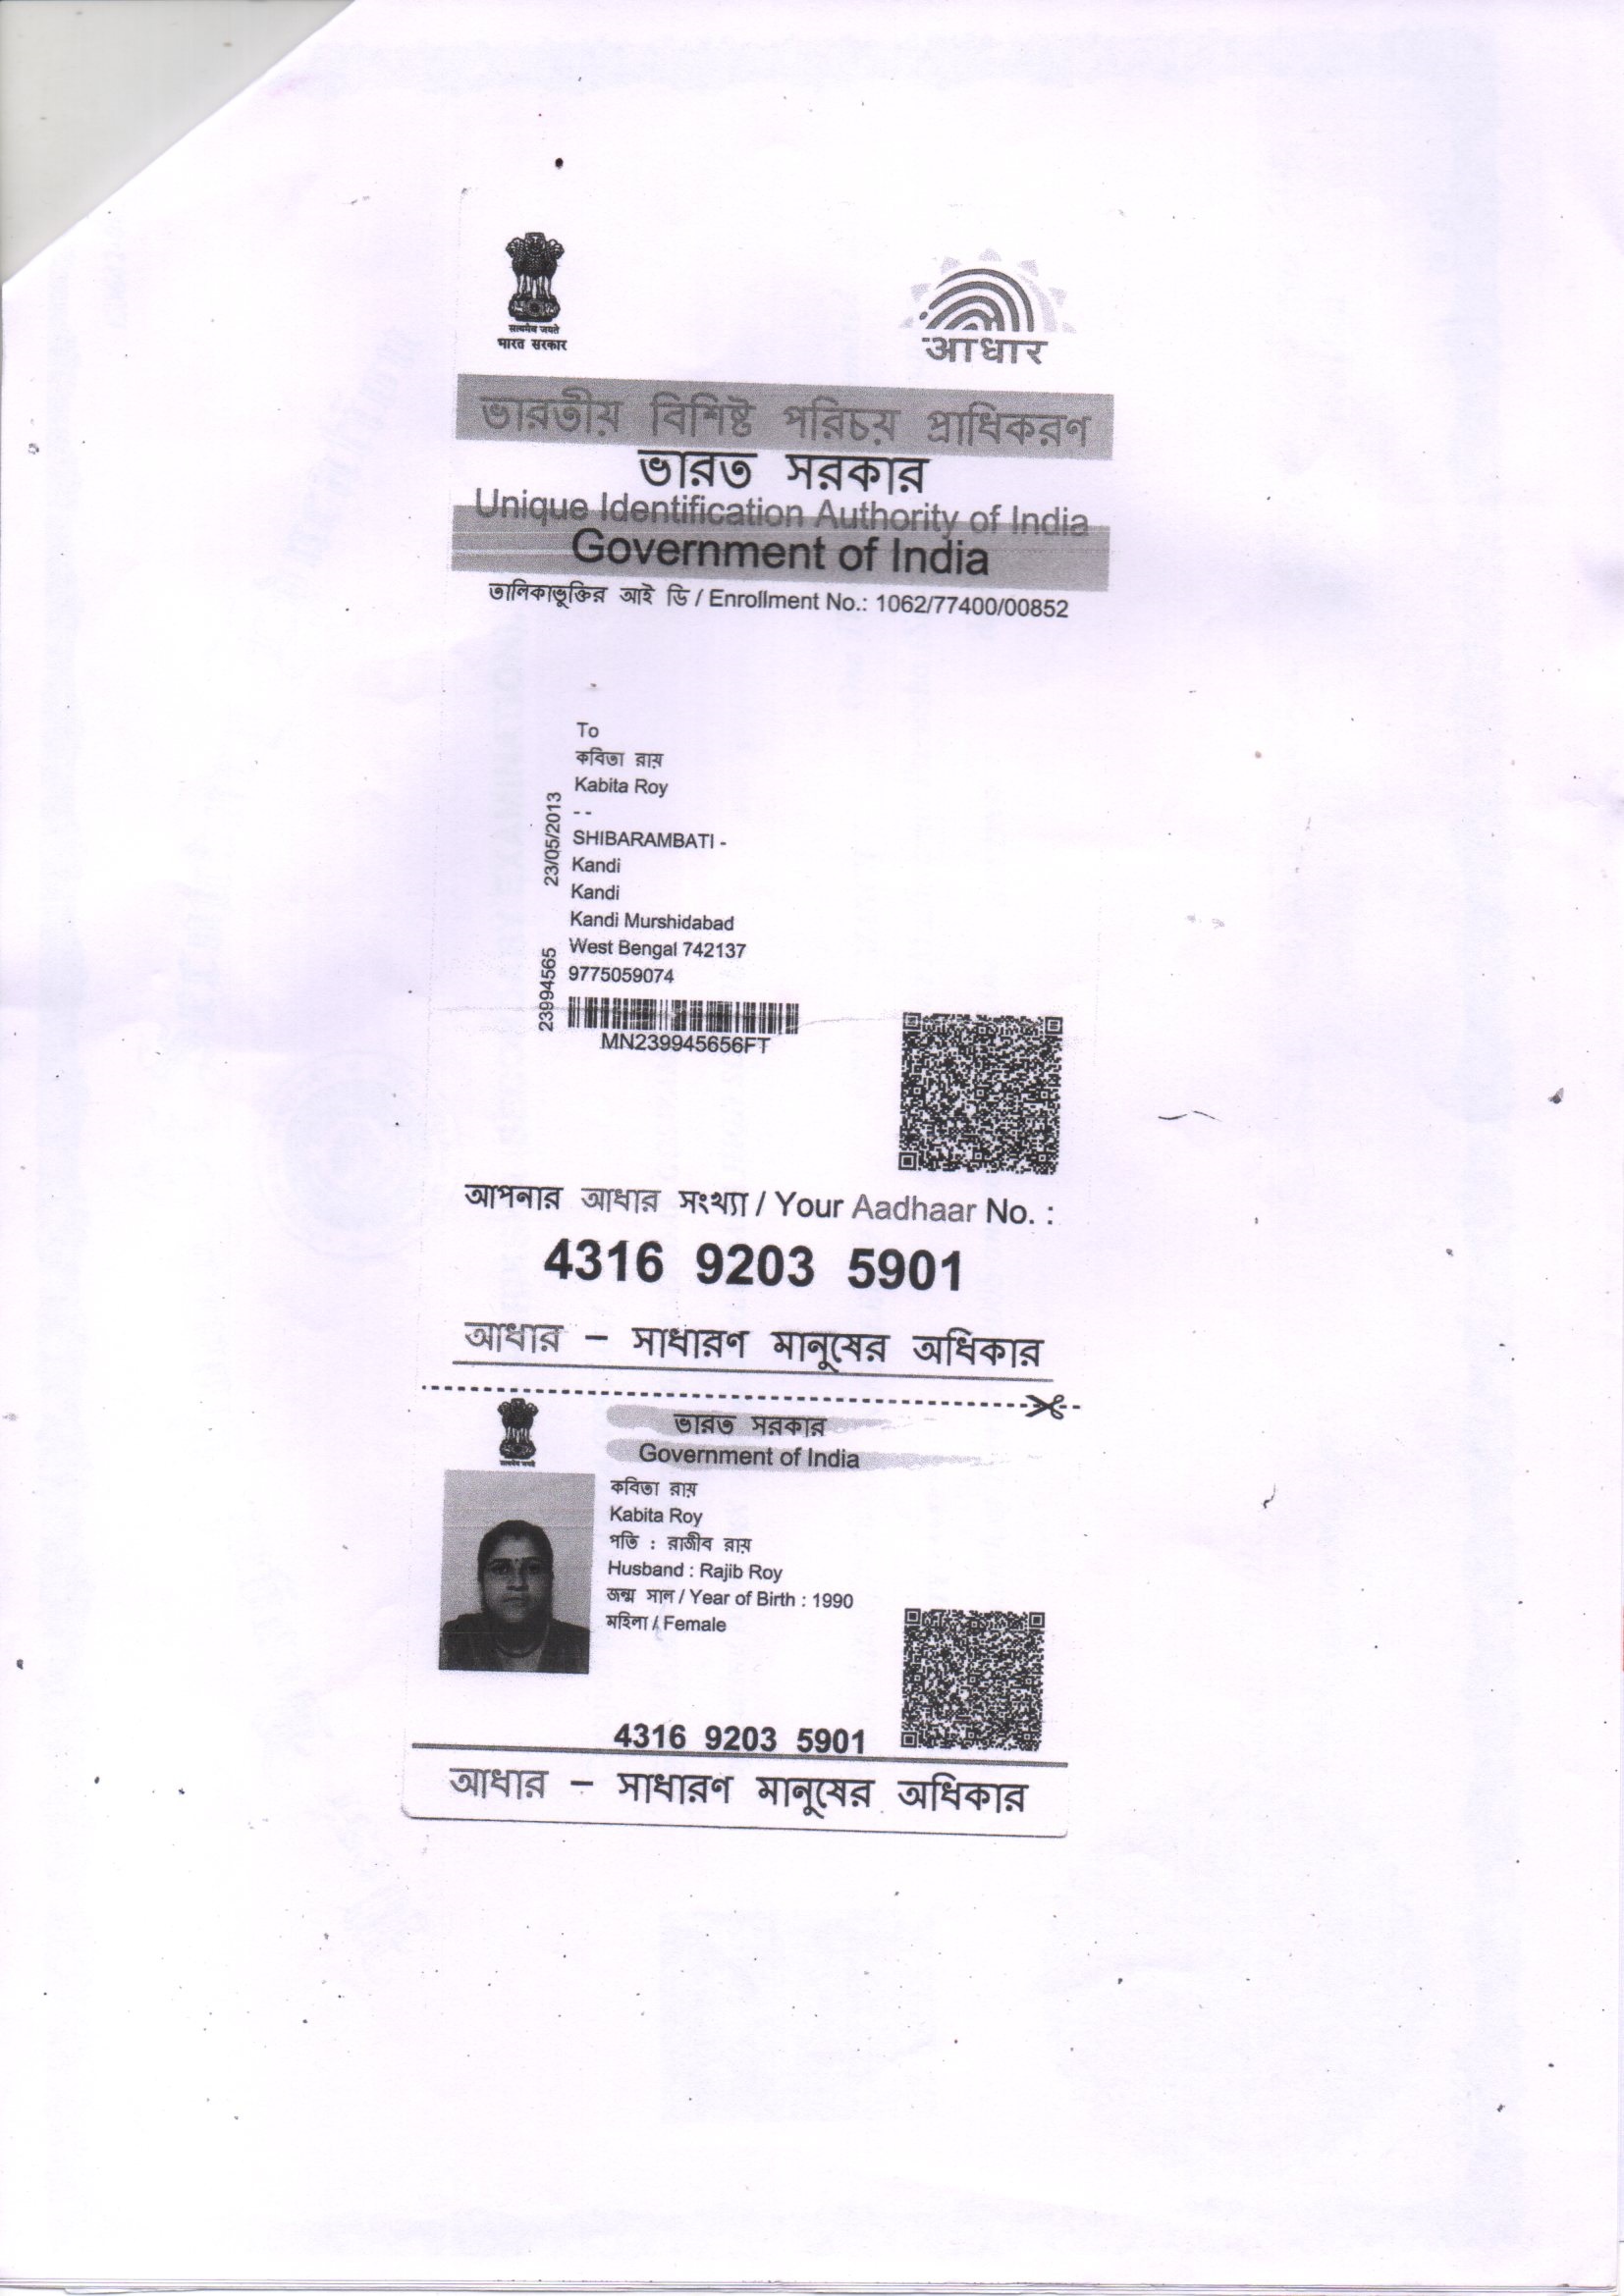 सत्यमेव जयते
भारत सरकार
आधार
ভারতীয় বিশিষ্ট পরিচয় প্রাধিকরণ
ভারত সরকার
Unique Identification Authority of India
Government of India
তালিকাভুক্তির আই ডি / Enrollment No.: 1062/77400/00852
To
কবিতা রায়
Kabita Roy
- -
SHIBARAMBATI -
Kandi
Kandi
Kandi Murshidabad
West Bengal 742137
9775059074
23/05/2013
23994565
MN239945656FT
আপনার আধার সংখ্যা / Your Aadhaar No. :
4316 9203 5901
আধার – সাধারণ মানুষের অধিকার
ভারত সরকার
Government of India
কবিতা রায়
Kabita Roy
পতি : রাজীব রায়
Husband : Rajib Roy
জন্ম সাল / Year of Birth : 1990
মহিলা / Female
4316 9203 5901
আধার – সাধারণ মানুষের অধিকার